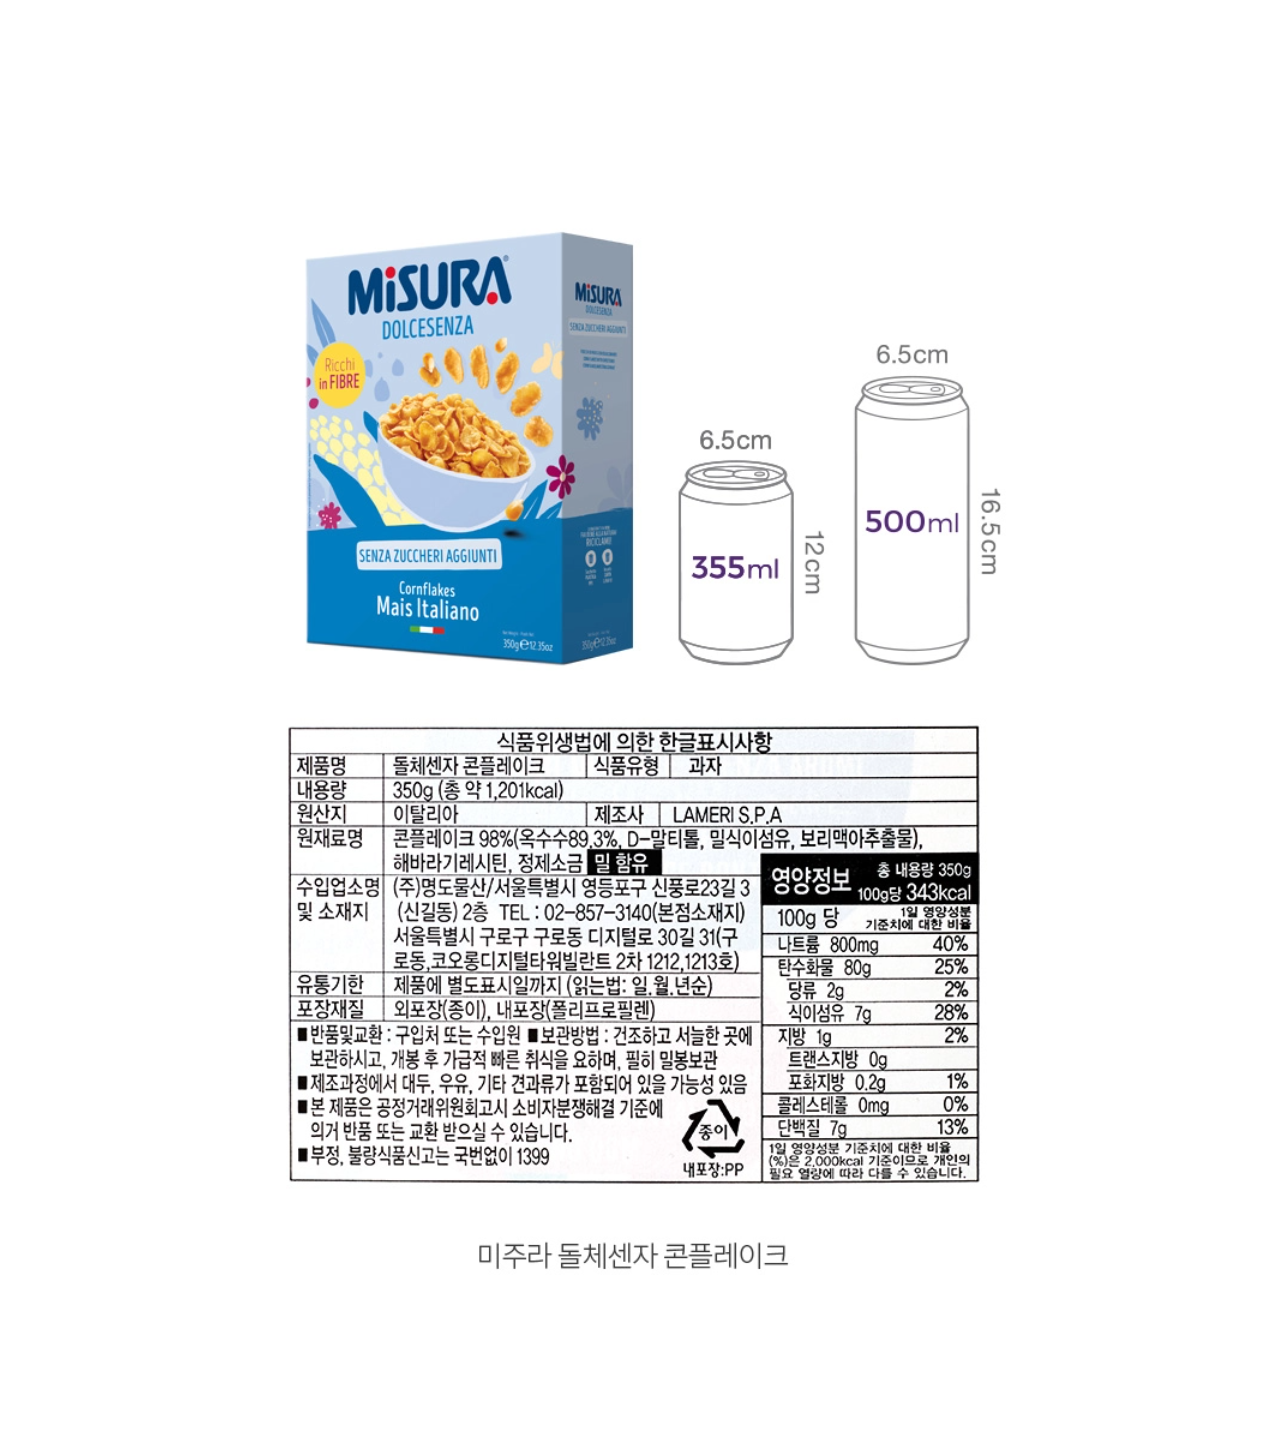 MiSURA
DOLCESENZA
Ricchi
in FIBRE
SENZA ZUCCHERI AGGIUNTI
Cornflakes
Mais Italiano
350g e 12.35oz
MiSURA
DOLCESENZA
SENZA ZUCCHERI AGGIUNTI
350g e 12.35oz
6.5cm
355ml
12cm
6.5cm
500ml
16.5cm
식품위생법에 의한 한글표시사항
제품명 돌체센자 콘플레이크 식품유형 과자
내용량 350g (총 약 1,201kcal)
원산지 이탈리아 제조사 LAMERI S.P.A
원재료명 콘플레이크 98%(옥수수89.3%, D-말티톨, 밀식이섬유, 보리맥아추출물),
해바라기레시틴, 정제소금 밀 함유
수입업소명 (주)명도물산/서울특별시 영등포구 신풍로23길 3
및 소재지 (신길동) 2층 TEL : 02-857-3140(본점소재지)
서울특별시 구로구 구로동 디지털로 30길 31(구
로동,코오롱디지털타워빌란트 2차 1212,1213호)
유통기한 제품에 별도표시일까지 (읽는법: 일.월.년순)
포장재질 외포장(종이), 내포장(폴리프로필렌)
■반품및교환 : 구입처 또는 수입원 ■보관방법 : 건조하고 서늘한 곳에
보관하시고, 개봉 후 가급적 빠른 취식을 요하며, 필히 밀봉보관
■제조과정에서 대두, 우유, 기타 견과류가 포함되어 있을 가능성 있음
■본 제품은 공정거래위원회고시 소비자분쟁해결 기준에
의거 반품 또는 교환 받으실 수 있습니다.
■부정, 불량식품신고는 국번없이 1399
종이
내포장:PP
영양정보 총 내용량 350g
100g당 343kcal
100g 당 1일 영양성분
기준치에 대한 비율
나트륨 800mg 40%
탄수화물 80g 25%
당류 2g 2%
식이섬유 7g 28%
지방 1g 2%
트랜스지방 0g
포화지방 0.2g 1%
콜레스테롤 0mg 0%
단백질 7g 13%
1일 영양성분 기준치에 대한 비율
(%)은 2,000kcal 기준이므로 개인의
필요 열량에 따라 다를 수 있습니다.
미주라 돌체센자 콘플레이크